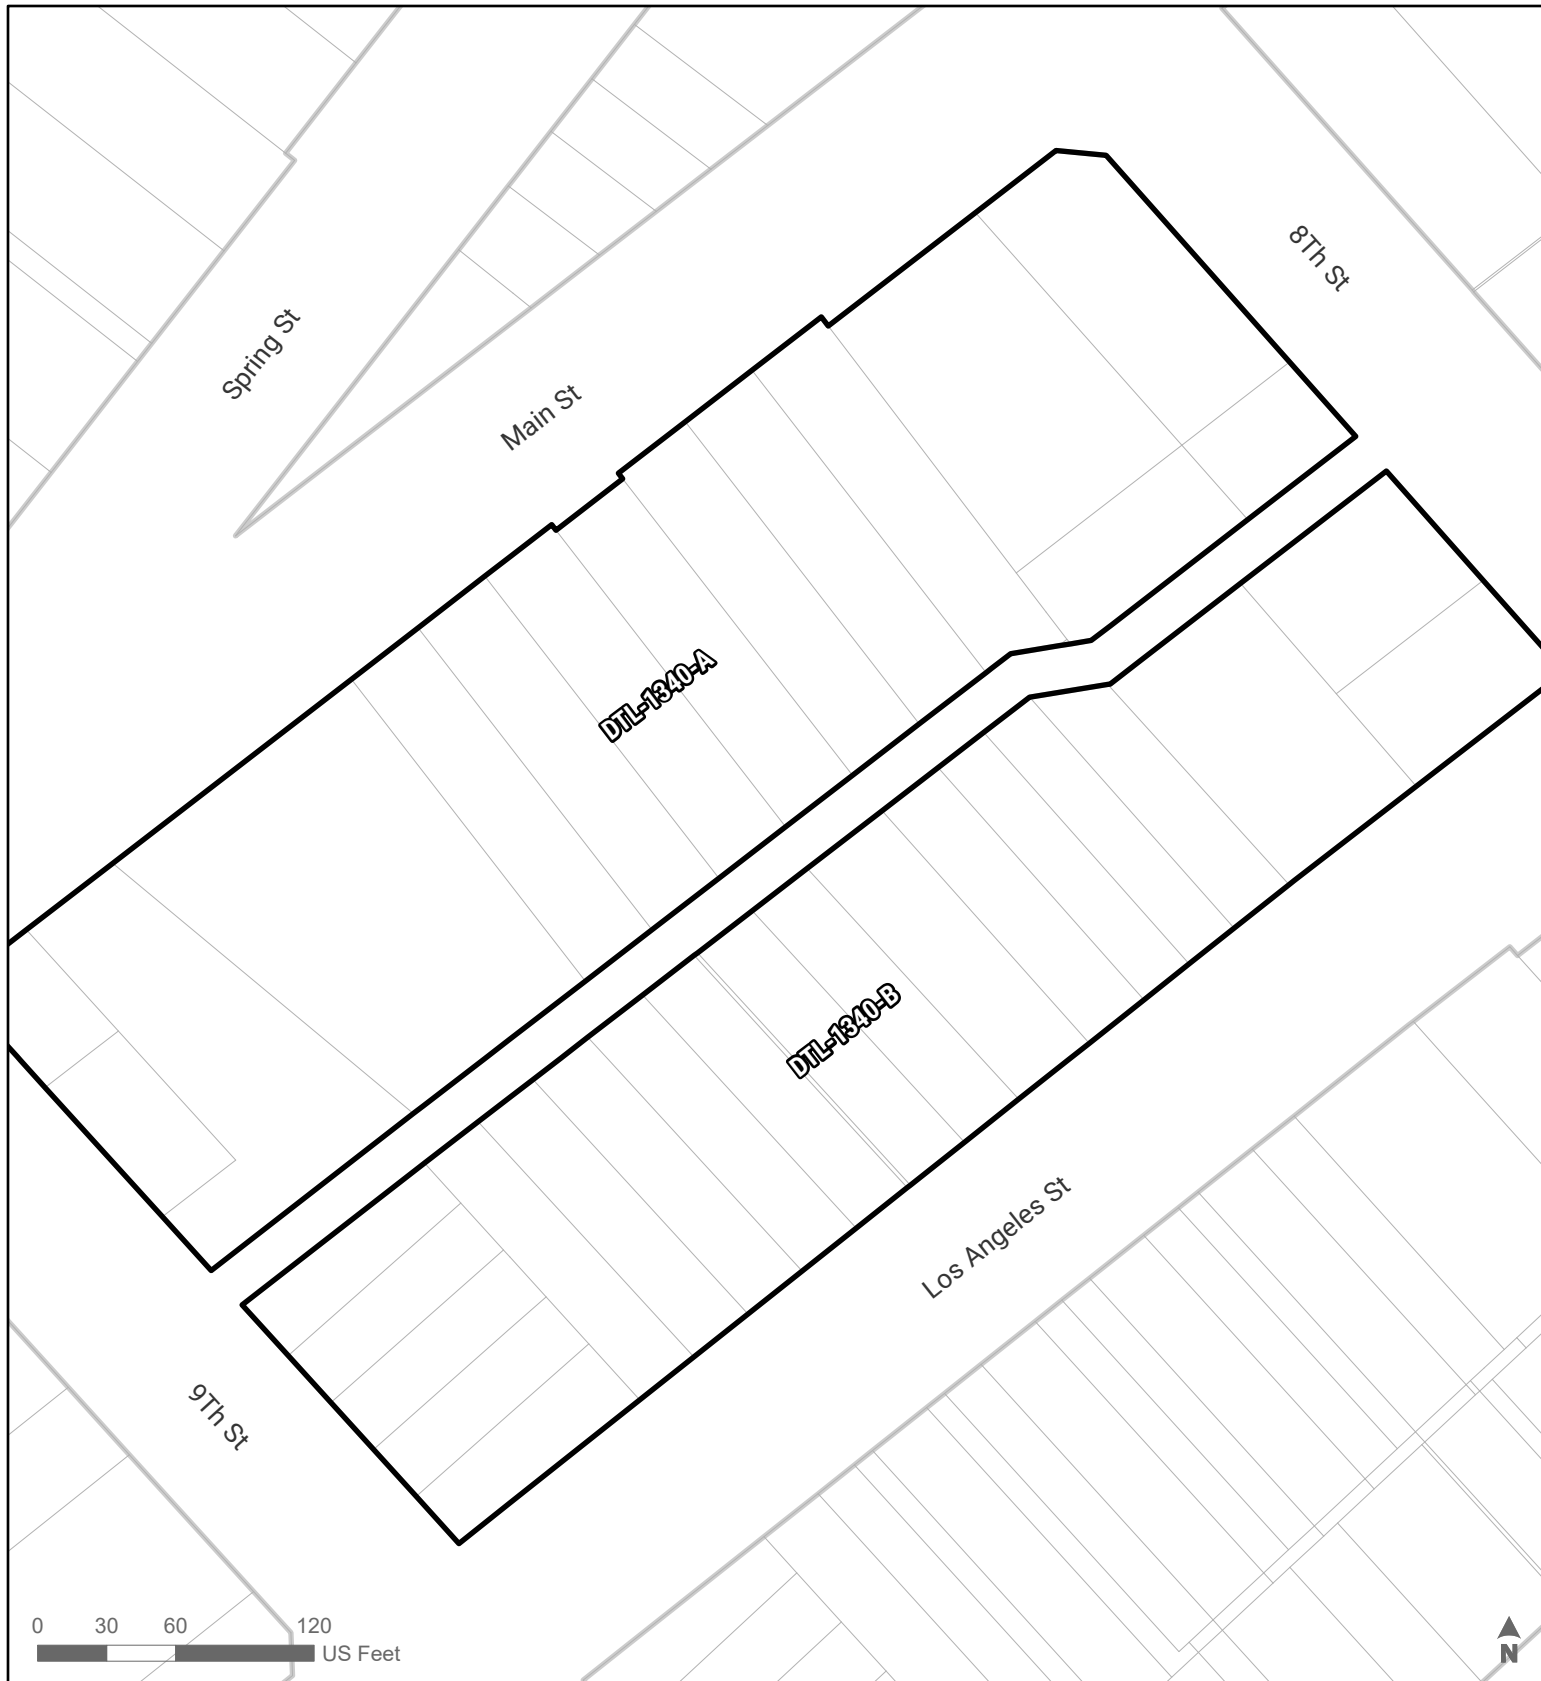 8Th St
Spring St
Main St
DTL-1340-A
DTL-1340-B
Los Angeles St
9Th St
0 30 60 120
US Feet
N